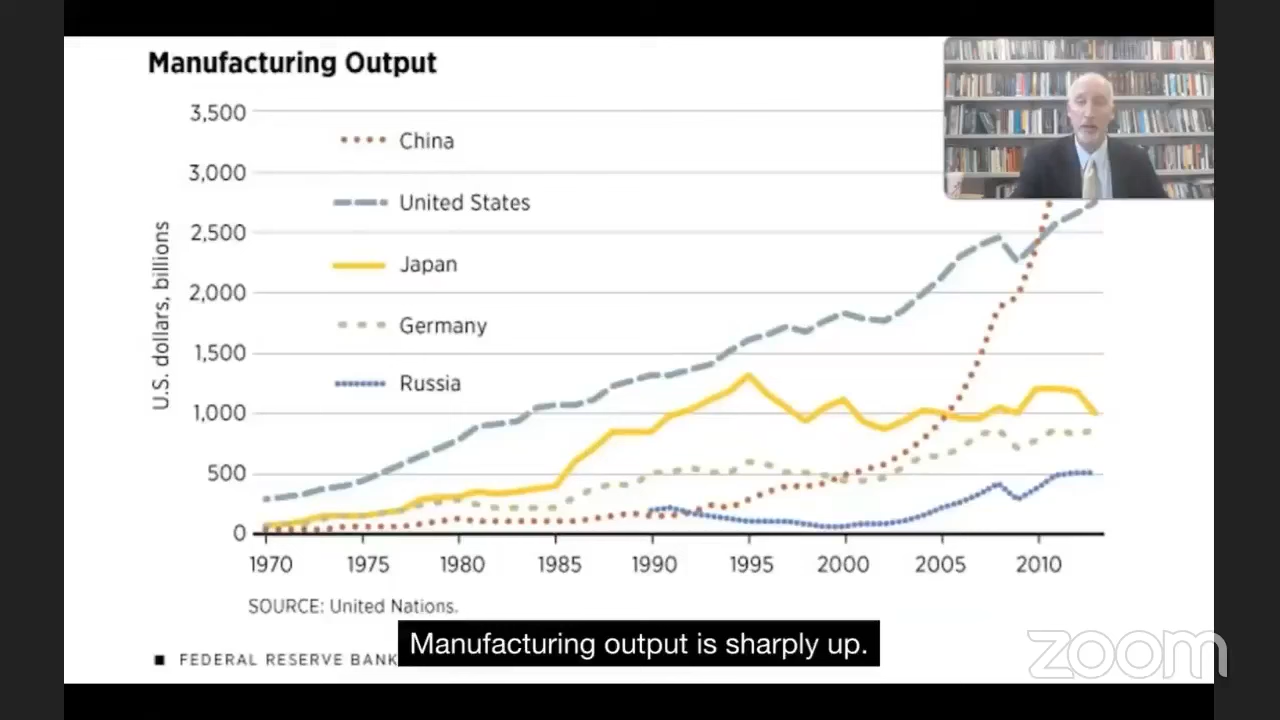 Manufacturing Output
3,500
3,000
2,500
2,000
1,500
1,000
500
0
U.S. dollars, billions
China
United States
Japan
Germany
Russia
1970 1975 1980 1985 1990 1995 2000 2005 2010
SOURCE: United Nations.
FEDERAL RESERVE BANK
Manufacturing output is sharply up.
zoom